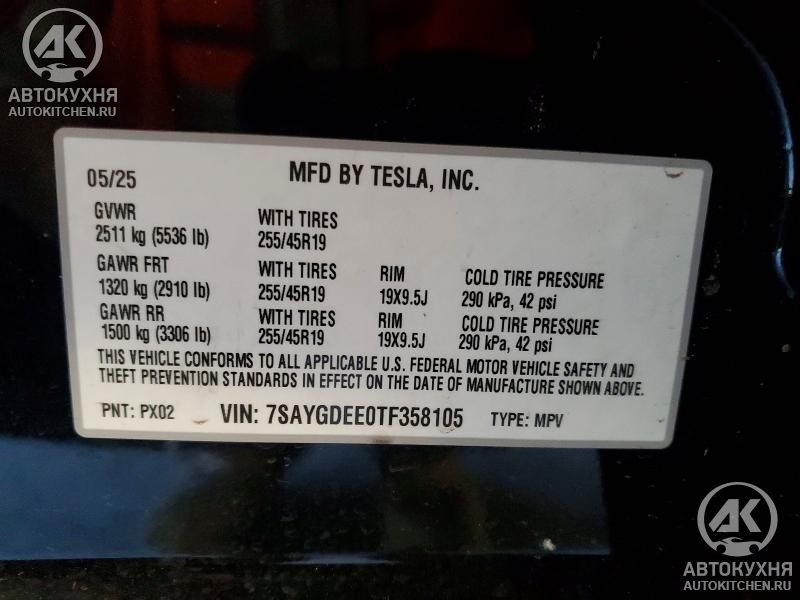 AK
АВТОКУХНЯ
AUTOKITCHEN.RU
05/25 MFD BY TESLA, INC.
GVWR WITH TIRES
2511 kg (5536 lb) 255/45R19
GAWR FRT WITH TIRES RIM COLD TIRE PRESSURE
1320 kg (2910 lb) 255/45R19 19X9.5J 290 kPa, 42 psi
GAWR RR WITH TIRES RIM COLD TIRE PRESSURE
1500 kg (3306 lb) 255/45R19 19X9.5J 290 kPa, 42 psi
THIS VEHICLE CONFORMS TO ALL APPLICABLE U.S. FEDERAL MOTOR VEHICLE SAFETY AND
THEFT PREVENTION STANDARDS IN EFFECT ON THE DATE OF MANUFACTURE SHOWN ABOVE.
PNT: PX02 VIN: 7SAYGDEE0TF358105 TYPE: MPV
AK
АВТОКУХНЯ
AUTOKITCHEN.RU